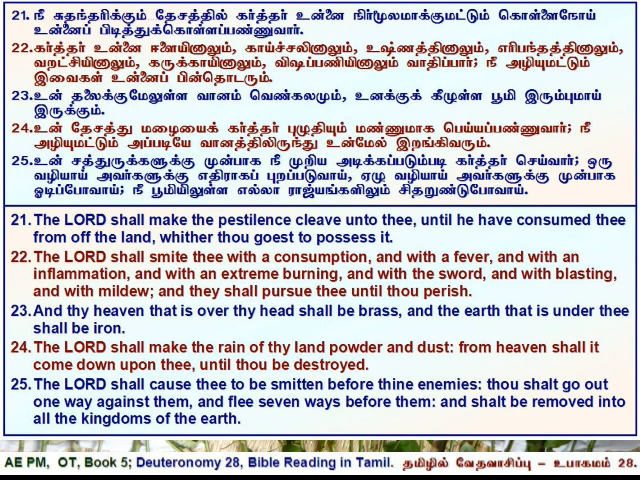 21. நீ சுதந்தரிக்கும் தேசத்தில் கர்த்தர் உன்னை நிர்மூலமாக்குமட்டும் கொள்ளைநோய்
உன்னைப் பிடித்துக்கொள்ளப்பண்ணுவார்.
22.கர்த்தர் உன்னை ஈளையினாலும், காய்ச்சலினாலும், உஷ்ணத்தினாலும், எரிபந்தத்தினாலும்,
வறட்சியினாலும், கருக்காயினாலும், விஷப்பனியினாலும் வாதிப்பார்; நீ அழியுமட்டும்
இவைகள் உன்னைப் பின்தொடரும்.
23.உன் தலைக்குமேலுள்ள வானம் வெண்கலமும், உனக்குக் கீழுள்ள பூமி இரும்புமாய்
இருக்கும்.
24.உன் தேசத்து மழையைக் கர்த்தர் புழுதியும் மண்ணுமாக பெய்யப்பண்ணுவார்; நீ
அழியுமட்டும் அப்படியே வானத்திலிருந்து உன்மேல் இறங்கிவரும்.
25.உன் சத்துருக்களுக்கு முன்பாக நீ முறிய அடிக்கப்படும்படி கர்த்தர் செய்வார்; ஒரு
வழியாய் அவர்களுக்கு எதிராகப் புறப்படுவாய், ஏழு வழியாய் அவர்களுக்கு முன்பாக
ஓடிப்போவாய்; நீ பூமியிலுள்ள எல்லா ராஜ்யங்களிலும் சிதறுண்டுபோவாய்.
21. The LORD shall make the pestilence cleave unto thee, until he have consumed thee
from off the land, whither thou goest to possess it.
22. The LORD shall smite thee with a consumption, and with a fever, and with an
inflammation, and with an extreme burning, and with the sword, and with blasting,
and with mildew; and they shall pursue thee until thou perish.
23. And thy heaven that is over thy head shall be brass, and the earth that is under thee
shall be iron.
24. The LORD shall make the rain of thy land powder and dust: from heaven shall it
come down upon thee, until thou be destroyed.
25. The LORD shall cause thee to be smitten before thine enemies: thou shalt go out
one way against them, and flee seven ways before them: and shalt be removed into
all the kingdoms of the earth.
AE PM, OT, Book 5; Deuteronomy 28, Bible Reading in Tamil. தமிழில் வேதவாசிப்பு – உபாகமம் 28.